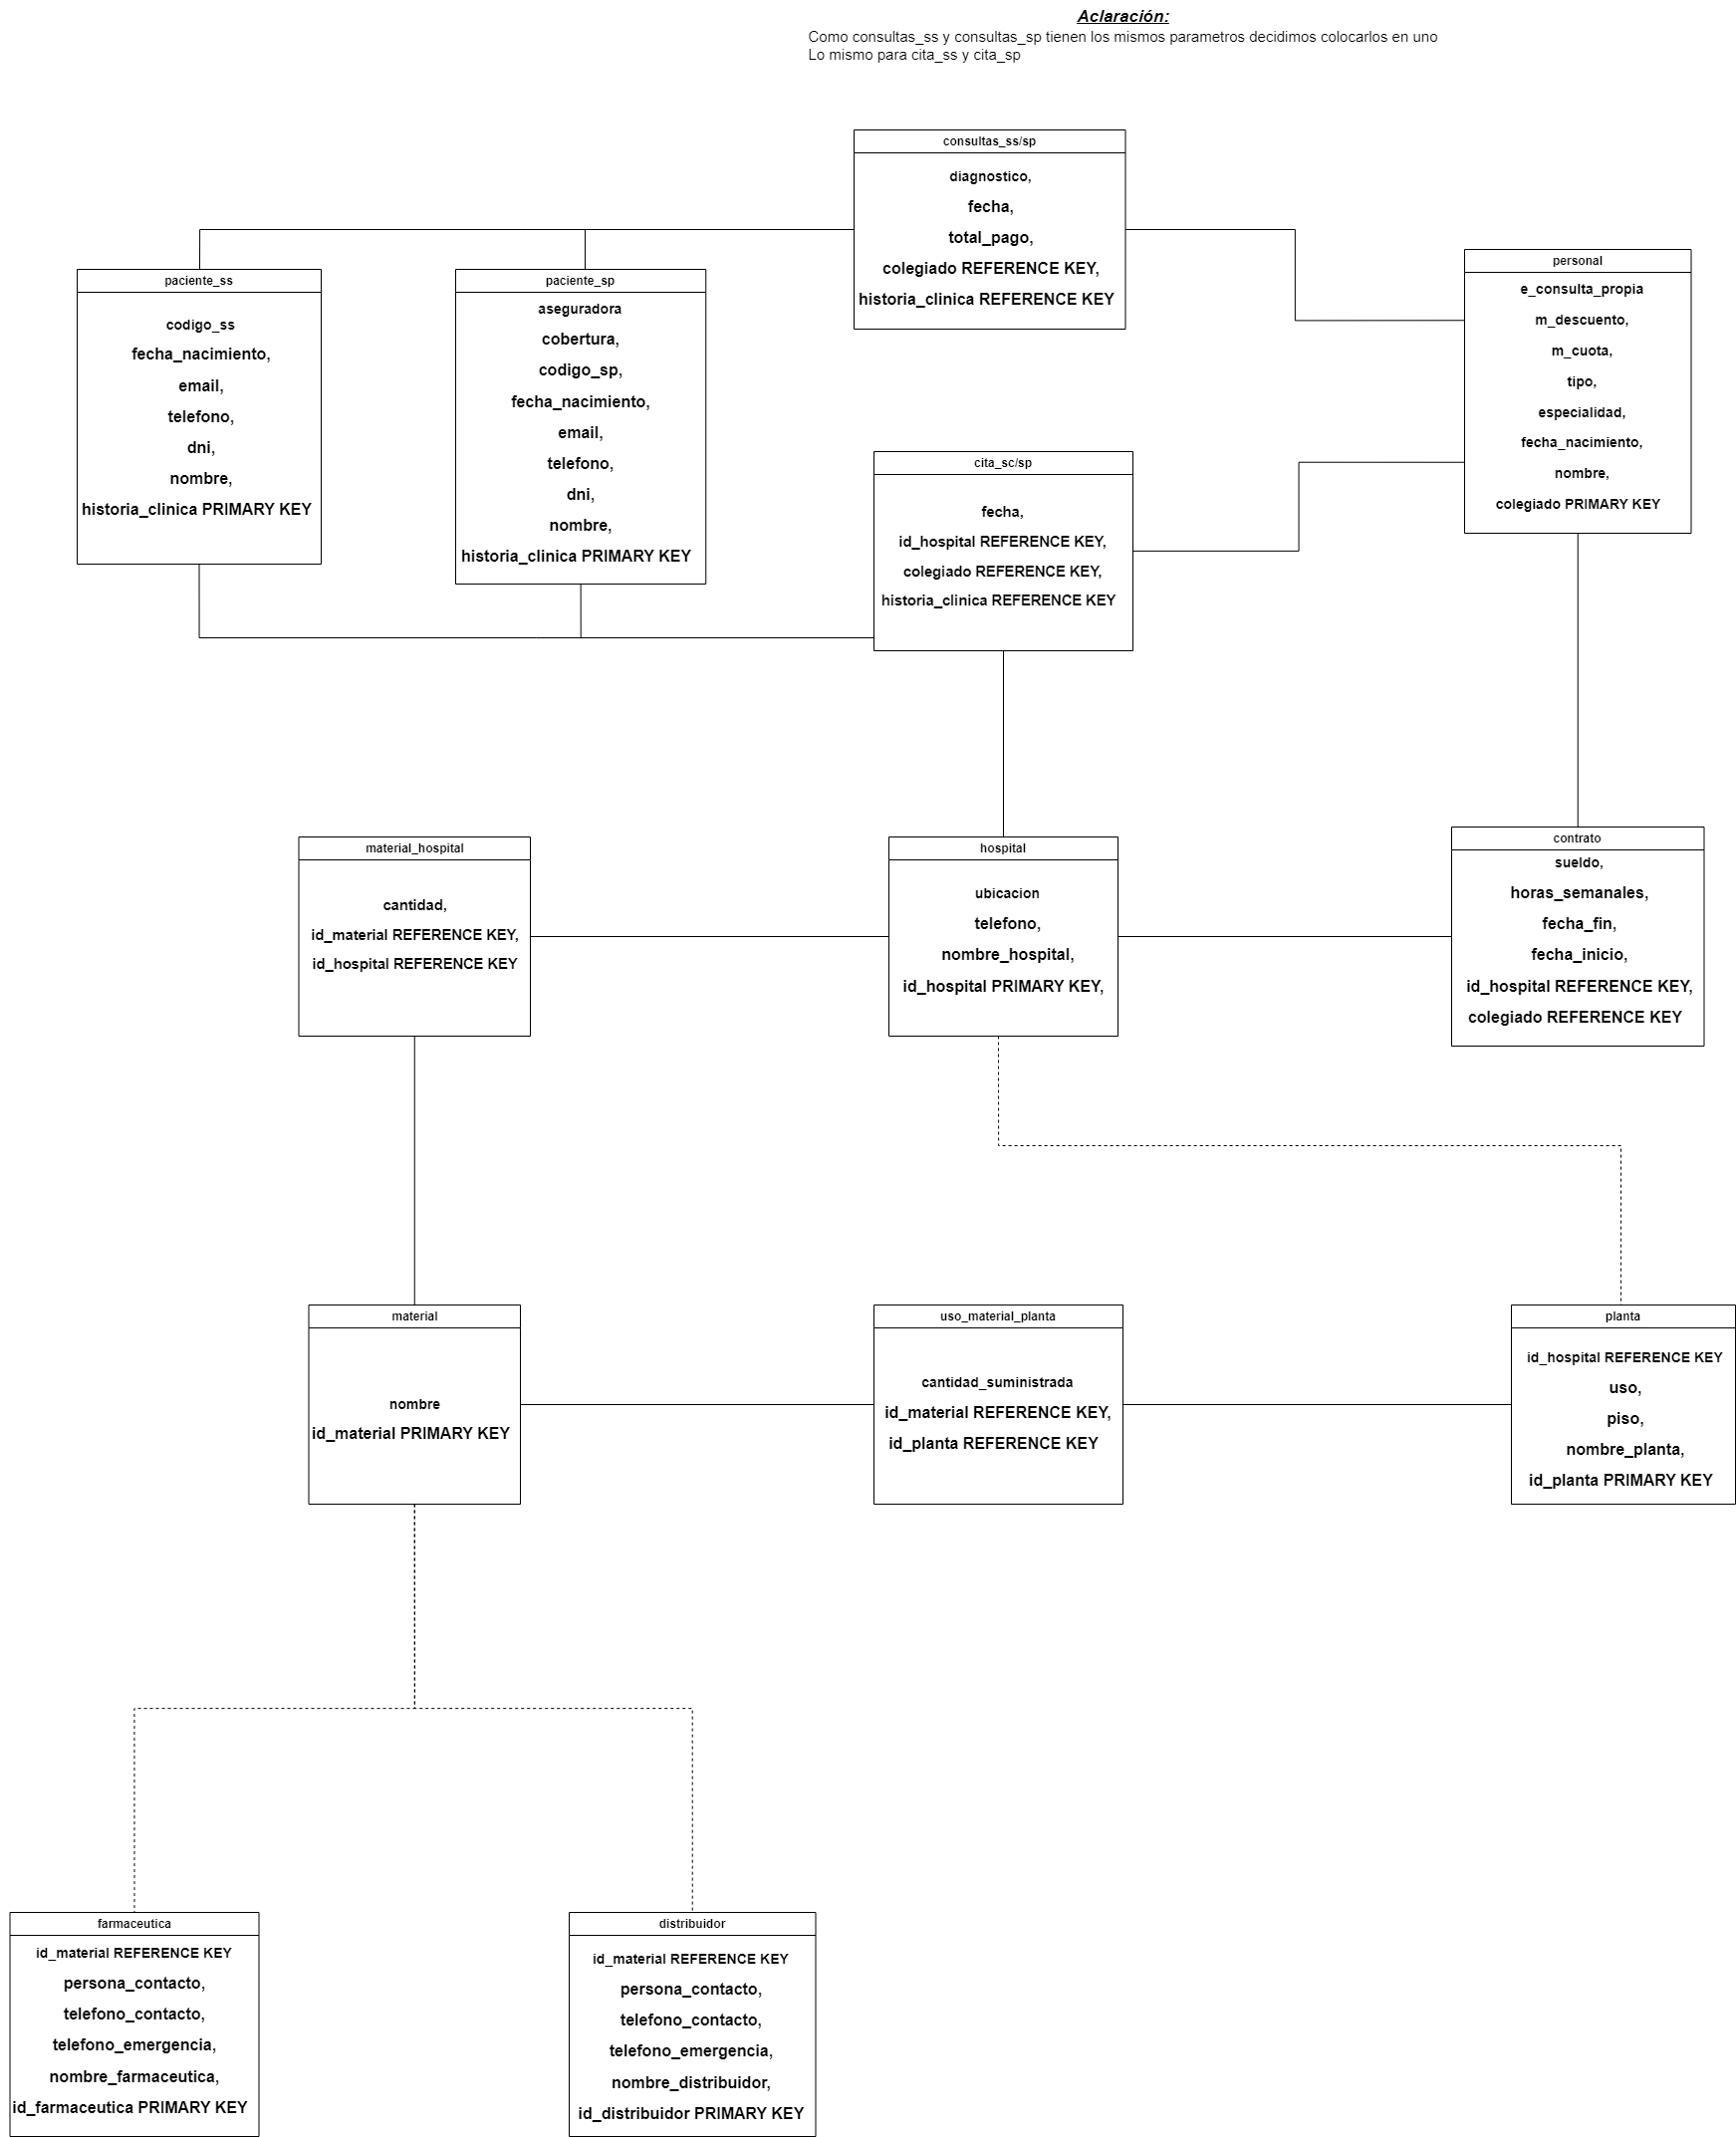 Aclaración:
Como consultas_ss y consultas_sp tienen los mismos parametros decidimos colocarlos en uno
Lo mismo para cita_ss y cita_sp
consultas_ss/sp
diagnostico,
fecha,
total_pago,
colegiado REFERENCE KEY,
historia_clinica REFERENCE KEY
paciente_ss
codigo_ss
fecha_nacimiento,
email,
telefono,
dni,
nombre,
historia_clinica PRIMARY KEY
paciente_sp
aseguradora
cobertura,
codigo_sp,
fecha_nacimiento,
email,
telefono,
dni,
nombre,
historia_clinica PRIMARY KEY
personal
e_consulta_propia
m_descuento,
m_cuota,
tipo,
especialidad,
fecha_nacimiento,
nombre,
colegiado PRIMARY KEY
cita_sc/sp
fecha,
id_hospital REFERENCE KEY,
colegiado REFERENCE KEY,
historia_clinica REFERENCE KEY
material_hospital
cantidad,
id_material REFERENCE KEY,
id_hospital REFERENCE KEY
hospital
ubicacion
telefono,
nombre_hospital,
id_hospital PRIMARY KEY,
contrato
sueldo,
horas_semanales,
fecha_fin,
fecha_inicio,
id_hospital REFERENCE KEY,
colegiado REFERENCE KEY
material
nombre
id_material PRIMARY KEY
uso_material_planta
cantidad_suministrada
id_material REFERENCE KEY,
id_planta REFERENCE KEY
planta
id_hospital REFERENCE KEY
uso,
piso,
nombre_planta,
id_planta PRIMARY KEY
farmaceutica
id_material REFERENCE KEY
persona_contacto,
telefono_contacto,
telefono_emergencia,
nombre_farmaceutica,
id_farmaceutica PRIMARY KEY
distribuidor
id_material REFERENCE KEY
persona_contacto,
telefono_contacto,
telefono_emergencia,
nombre_distribuidor,
id_distribuidor PRIMARY KEY